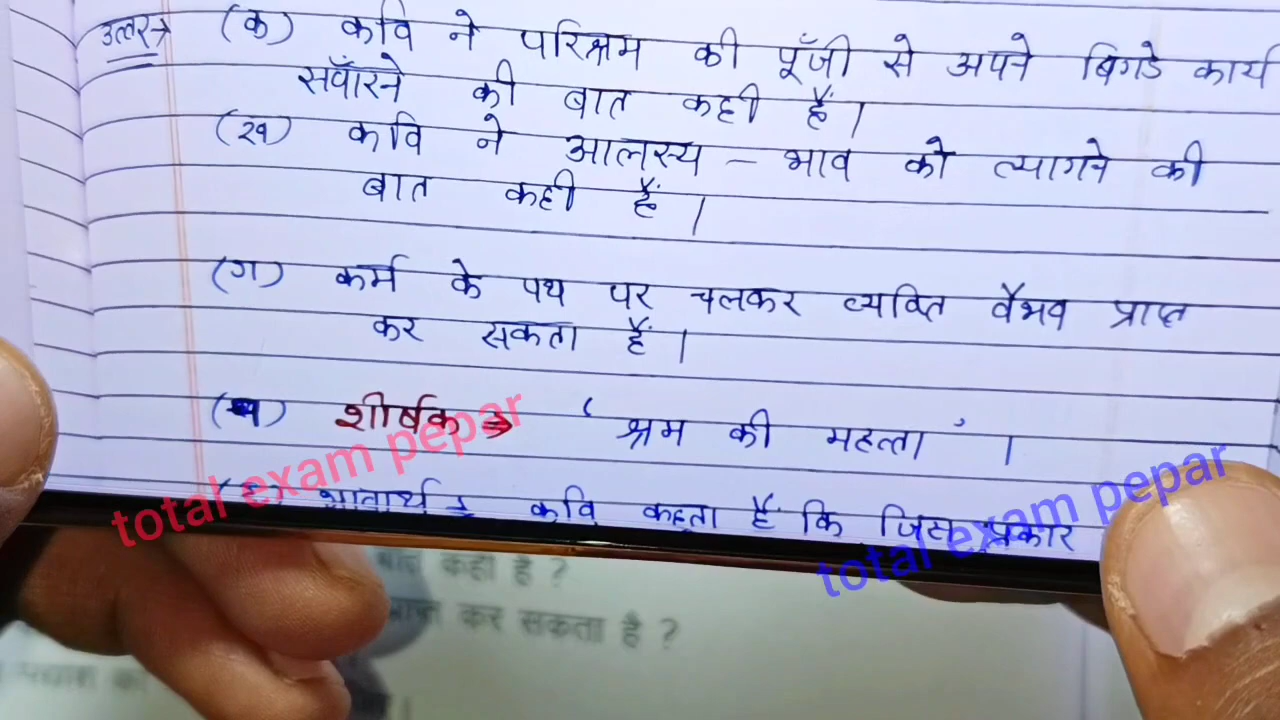 उत्तर→ (क) कवि ने परिश्रम की पूँजी से अपने बिगडे कार्य
सँवारने की बात कही हैं।
(ख) कवि ने आलस्य - भाव को त्यागने की
बात कही हैं।
(ग) कर्म के पथ पर चलकर व्यक्ति वैभव प्राप्त
कर सकता हैं।
(घ) शीर्षक → ' श्रम की महत्ता '।
(ङ) भावार्थ → कवि कहता हैं कि जिस प्रकार
total exam pepar
total exam pepar
बात कही है ?
प्राप्त कर सकता है ?